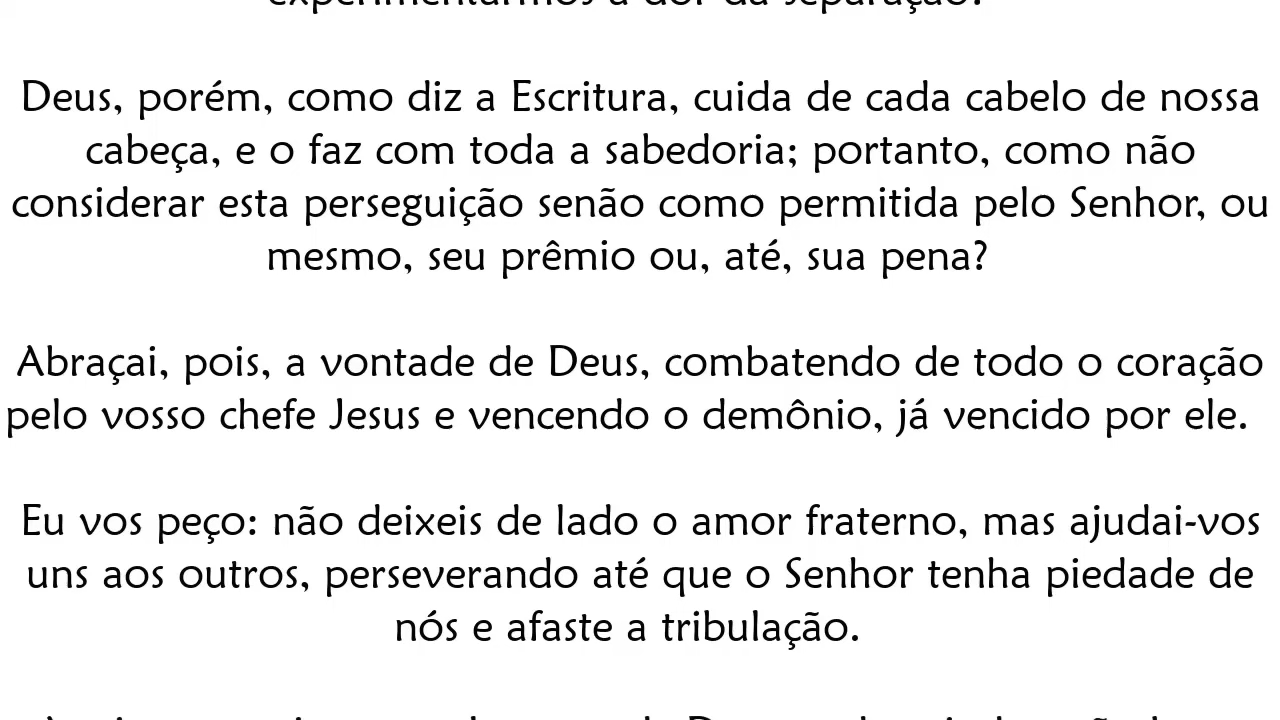 experimentarmos a dor da separação.
Deus, porém, como diz a Escritura, cuida de cada cabelo de nossa
cabeça, e o faz com toda a sabedoria; portanto, como não
considerar esta perseguição senão como permitida pelo Senhor, ou
mesmo, seu prêmio ou, até, sua pena?
Abraçai, pois, a vontade de Deus, combatendo de todo o coração
pelo vosso chefe Jesus e vencendo o demônio, já vencido por ele.
Eu vos peço: não deixeis de lado o amor fraterno, mas ajudai-vos
uns aos outros, perseverando até que o Senhor tenha piedade de
nós e afaste a tribulação.